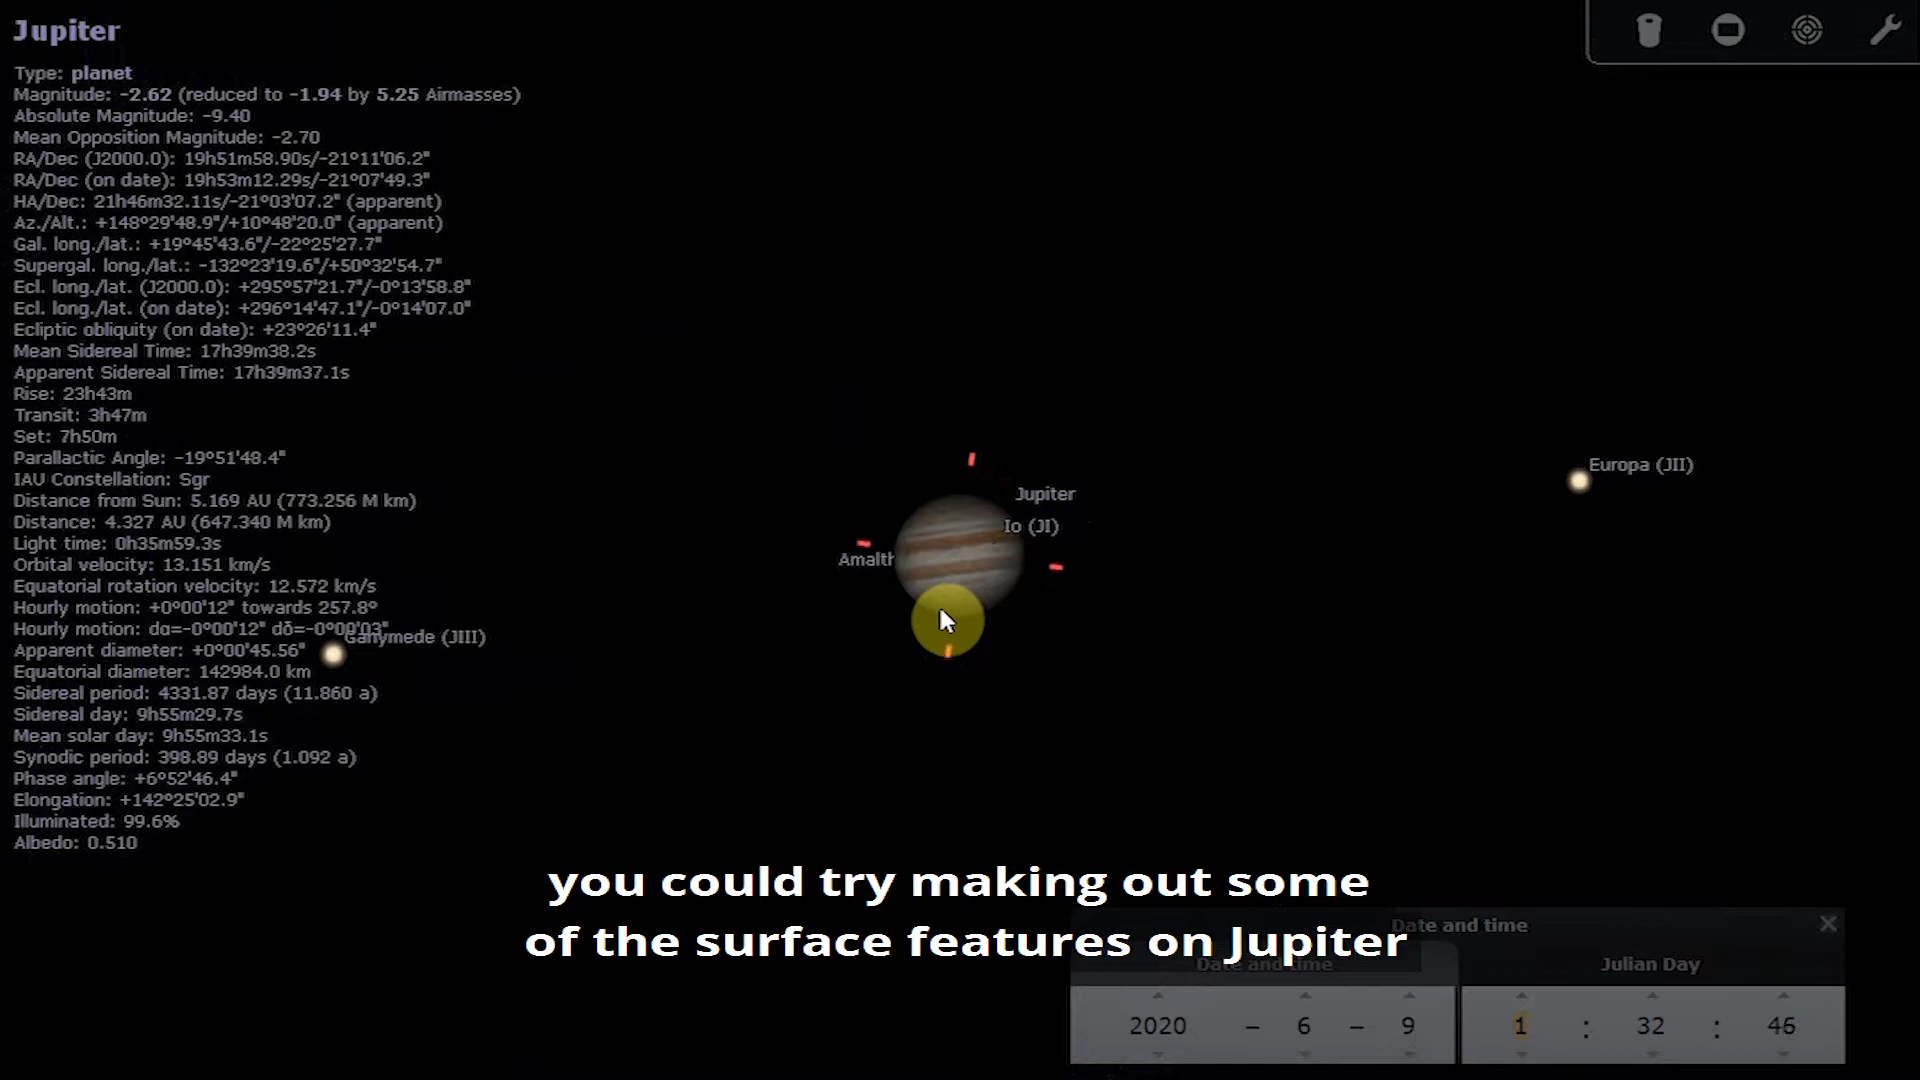 Jupiter
Type: planet
Magnitude: -2.62 (reduced to -1.94 by 5.25 Airmasses)
Absolute Magnitude: -9.40
Mean Opposition Magnitude: -2.70
RA/Dec (J2000.0): 19h51m58.90s/-21°11'06.2"
RA/Dec (on date): 19h53m12.29s/-21°07'49.3"
HA/Dec: 21h46m32.11s/-21°03'07.2" (apparent)
Az./Alt.: +148°29'48.9"/+10°48'20.0" (apparent)
Gal. long./lat.: +19°45'43.6"/-22°25'27.7"
Supergal. long./lat.: -132°23'19.6"/+50°32'54.7"
Ecl. long./lat. (J2000.0): +295°57'21.7"/-0°13'58.8"
Ecl. long./lat. (on date): +296°14'47.1"/-0°14'07.0"
Ecliptic obliquity (on date): +23°26'11.4"
Mean Sidereal Time: 17h39m38.2s
Apparent Sidereal Time: 17h39m37.1s
Rise: 23h43m
Transit: 3h47m
Set: 7h50m
Parallactic Angle: -19°51'48.4"
IAU Constellation: Sgr
Distance from Sun: 5.169 AU (773.256 M km)
Distance: 4.327 AU (647.340 M km)
Light time: 0h35m59.3s
Orbital velocity: 13.151 km/s
Equatorial rotation velocity: 12.572 km/s
Hourly motion: +0°00'12" towards 257.8°
Hourly motion: dα=-0°00'12" dδ=-0°00'03"
Apparent diameter: +0°00'45.56"
Equatorial diameter: 142984.0 km
Sidereal period: 4331.87 days (11.860 a)
Sidereal day: 9h55m29.7s
Mean solar day: 9h55m33.1s
Synodic period: 398.89 days (1.092 a)
Phase angle: +6°52'46.4"
Elongation: +142°25'02.9"
Illuminated: 99.6%
Albedo: 0.510
Ganymede (JIII)
Jupiter
Io (JI)
Amalth
Europa (JII)
you could try making out some
of the surface features on Jupiter
Date and time
Date and time
Julian Day
2020 - 6 - 9
1 : 32 : 46